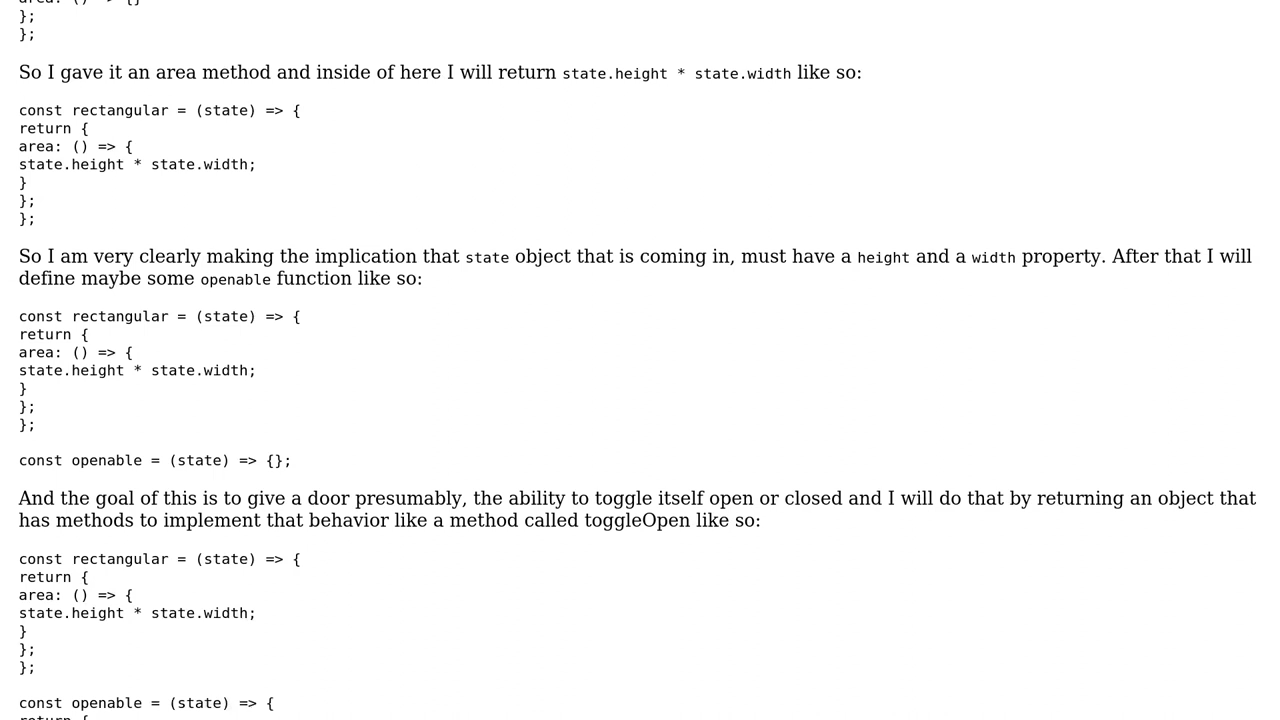 area: () => {}
};
};
So I gave it an area method and inside of here I will return state.height * state.width like so:
const rectangular = (state) => {
return {
area: () => {
state.height * state.width;
}
};
};
So I am very clearly making the implication that state object that is coming in, must have a height and a width property. After that I will
define maybe some openable function like so:
const rectangular = (state) => {
return {
area: () => {
state.height * state.width;
}
};
};
const openable = (state) => {};
And the goal of this is to give a door presumably, the ability to toggle itself open or closed and I will do that by returning an object that
has methods to implement that behavior like a method called toggleOpen like so:
const rectangular = (state) => {
return {
area: () => {
state.height * state.width;
}
};
};
const openable = (state) => {
return {